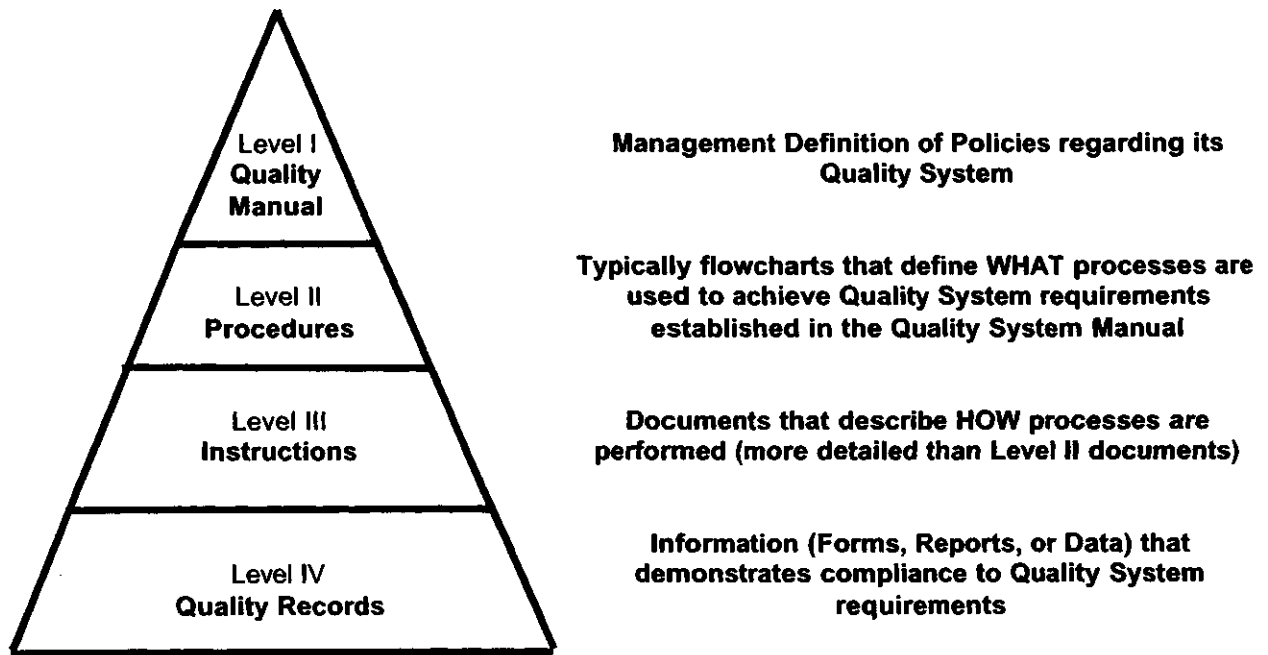 Level I
Quality
Manual
Management Definition of Policies regarding its
Quality System
Level II
Procedures
Typically flowcharts that define WHAT processes are
used to achieve Quality System requirements
established in the Quality System Manual
Level III
Instructions
Documents that describe HOW processes are
performed (more detailed than Level II documents)
Level IV
Quality Records
Information (Forms, Reports, or Data) that
demonstrates compliance to Quality System
requirements